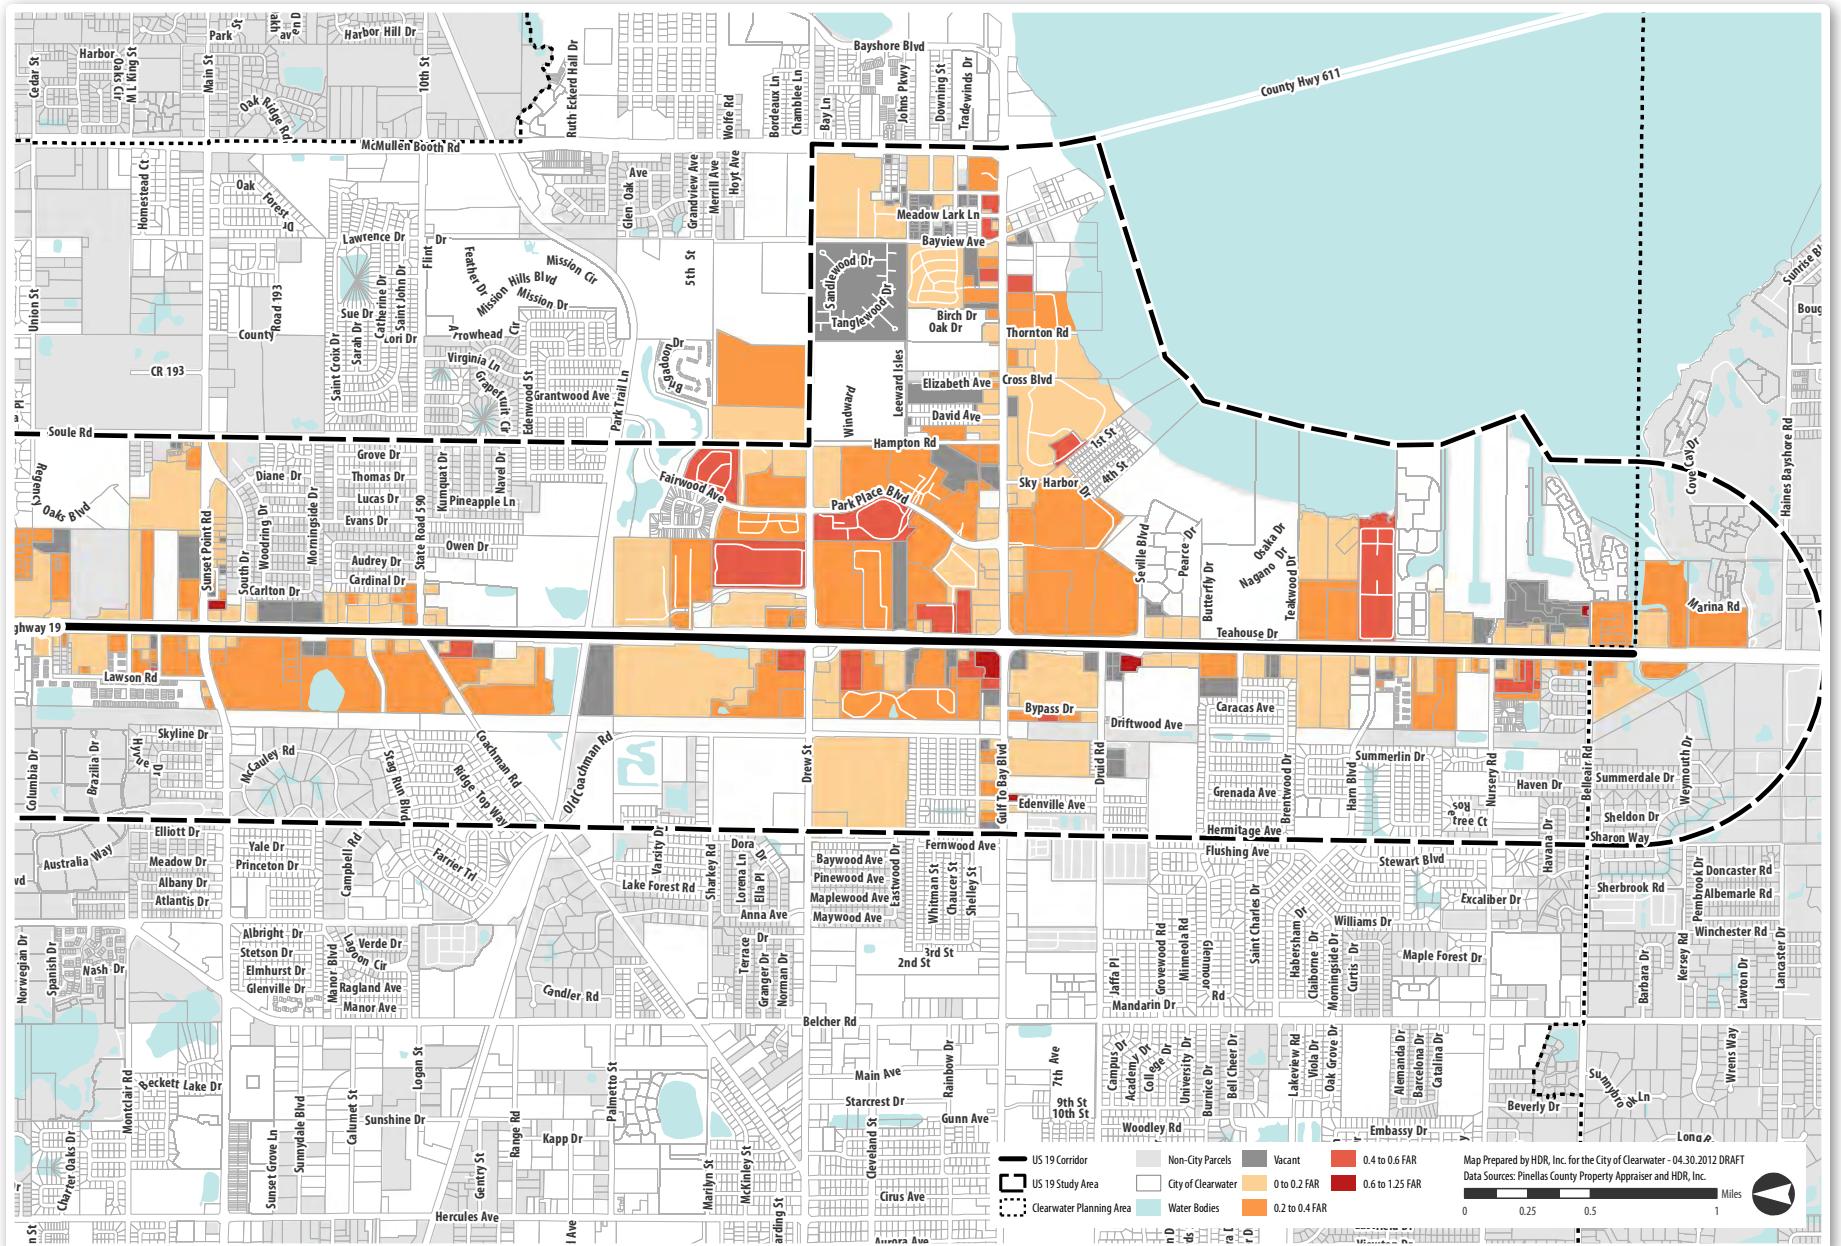 Park St
Harbor Hill Dr
Harbor
Oaks Cir
M L King St
Cedar St
Main St
10th St
Oak Ridge Rd
Ruth Eckerd Hall Dr
Wolfe Rd
Bordeaux Ln
Chamblee Ln
Bay Ln
Bayshore Blvd
Johns Pkwy
Downing St
Tradewinds Dr
County Hwy 611
McMullen Booth Rd
Homestead Ct
Oak Forest Dr
Lawrence Dr
Flint Dr
Feather Dr
Mission Hills Blvd
Mission Cir
Mission Dr
Glen Oak Ave
Grandview Ave
Merrill Ave
Hoyt Ave
5th St
Meadow Lark Ln
Bayview Ave
Sandlewood Dr
Tanglewood Dr
Birch Dr
Oak Dr
Thornton Rd
Union St
County Road 193
CR 193
Sue Dr
Sarah Dr
Catherine Dr
Saint John Dr
Lori Dr
Saint Croix Dr
Arrowhead Cir
Virginia Ln
Grapefruit Cir
Edenwood St
Grantwood Ave
Park Trail Ln
Bigagoon Dr
Windward
Leeward Isles
Elizabeth Ave
David Ave
Cross Blvd
Hampton Rd
1st St
4th St
Sky Harbor Dr
Sunrise Bl
Boug
Cove Cay Dr
Haines Bayshore Rd
Soule Rd
Regency Oaks Blvd
Grove Dr
Diane Dr
Thomas Dr
Lucas Dr
Evans Dr
Audrey Dr
Cardinal Dr
Carlton Dr
Sunset Point Rd
South Dr
Woodring Dr
Morningside Dr
State Road 590
Kumquat Dr
Navel Dr
Pineapple Ln
Owen Dr
Fairwood Ave
Park Place Blvd
Seville Blvd
Pearce Dr
Butterfly Dr
Osaka Dr
Nagano Dr
Teakwood Dr
Teahouse Dr
Marina Rd
ghway 19
Lawson Rd
Skyline Dr
Columbia Dr
Brazilia Dr
Hyvue Dr
McCauley Rd
Stag Run Blvd
Coachman Rd
Ridge Top Way
Old Coachman Rd
Drew St
Gulf To Bay Blvd
Bypass Dr
Druid Rd
Driftwood Ave
Edenville Ave
Caracas Ave
Grenada Ave
Brentwood Dr
Hermitage Ave
Summerlin Dr
Harn Blvd
Rose Tree Ct
Nursery Rd
Haven Dr
Belleair Rd
Summerdale Dr
Weymouth Dr
Sheldon Dr
Sharon Way
Elliott Dr
Australia Way
Meadow Dr
Albany Dr
Atlantis Dr
Yale Dr
Princeton Dr
Campbell Rd
Farrier Trl
Varsity Dr
Lake Forest Rd
Sharkey Rd
Dora Dr
Lorena Ln
Ella Pl
Anna Ave
Baywood Ave
Pinewood Ave
Maplewood Ave
Maywood Ave
Eastwood Dr
Fernwood Ave
Whitman St
Chaucer St
Shelley St
Flushing Ave
Stewart Blvd
Havana Dr
Excaliber Dr
Sherbrook Rd
Pembrook Dr
Doncaster Rd
Albemarle Rd
Winchester Rd
Norwegian Dr
Spanish Dr
Nash Dr
Albright Dr
Stetson Dr
Elmhurst Dr
Glenville Dr
Manor Blvd
Lagoon Cir
Verde Dr
Ragland Ave
Manor Ave
Candler Rd
Terrace Dr
Granger Dr
Norman Dr
3rd St
2nd St
Jaffa Pl
Grovewood Rd
Minneola Rd
Glenmoor Rd
Mandarin Dr
Saint Charles Dr
Habersham Dr
Claiborne Dr
Morningside Dr
Curtis Dr
Williams Dr
Maple Forest Dr
Barbara Dr
Kersey Rd
Lawton Dr
Lancaster Dr
Belcher Rd
Beckett Lake Dr
Montclair Rd
Charter Oaks Dr
Sunset Grove Ln
Sunnydale Blvd
Calumet St
Logan St
Sunshine Dr
Gentry St
Range Rd
Kapp Dr
Palmetto St
Hercules Ave
Marilyn St
McKinley St
Main Ave
Rainbow Dr
Starcrest Dr
Gunn Ave
Cleveland St
Cirus Ave
Aurora Ave
7th Ave
9th St
10th St
Campus Dr
Academy Dr
College Dr
University Dr
Burnice Dr
Bell Cheer Dr
Woodley Rd
Lakeview Rd
Viola Dr
Oak Grove Dr
Alemanda Dr
Barcelona Dr
Catalina Dr
Embassy Dr
Beverly Dr
Sunnybrook Ln
Wrens Way
US 19 Corridor
US 19 Study Area
Clearwater Planning Area
Non-City Parcels
City of Clearwater
Water Bodies
Vacant
0 to 0.2 FAR
0.2 to 0.4 FAR
0.4 to 0.6 FAR
0.6 to 1.25 FAR
Map Prepared by HDR, Inc. for the City of Clearwater - 04.30.2012 DRAFT
Data Sources: Pinellas County Property Appraiser and HDR, Inc.
Miles
0 0.25 0.5 1